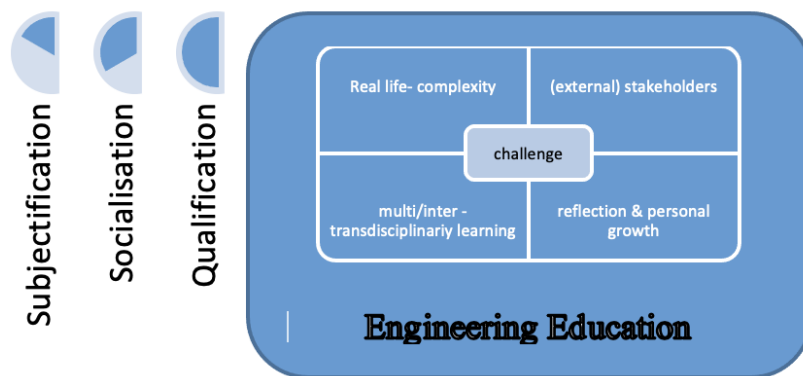 Subjectification
Socialisation
Qualification
Real life- complexity
(external) stakeholders
challenge
multi/inter -
transdisciplinariy learning
reflection & personal
growth
Engineering Education